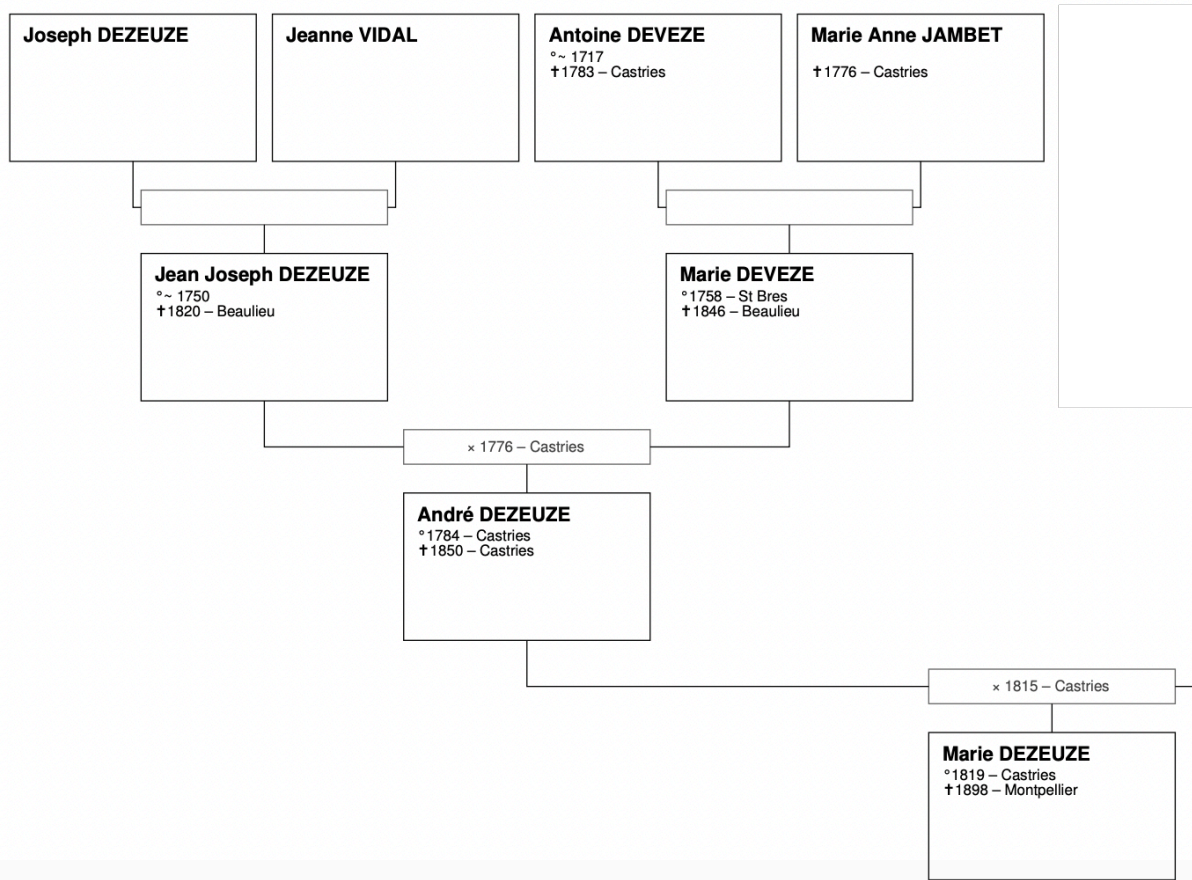 Joseph DEZEUZE
Jeanne VIDAL
Antoine DEVEZE
°~ 1717
✝1783 – Castries
Marie Anne JAMBET
✝1776 – Castries
Jean Joseph DEZEUZE
°~ 1750
✝1820 – Beaulieu
Marie DEVEZE
°1758 – St Bres
✝1846 – Beaulieu
× 1776 – Castries
André DEZEUZE
°1784 – Castries
✝1850 – Castries
× 1815 – Castries
Marie DEZEUZE
°1819 – Castries
✝1898 – Montpellier